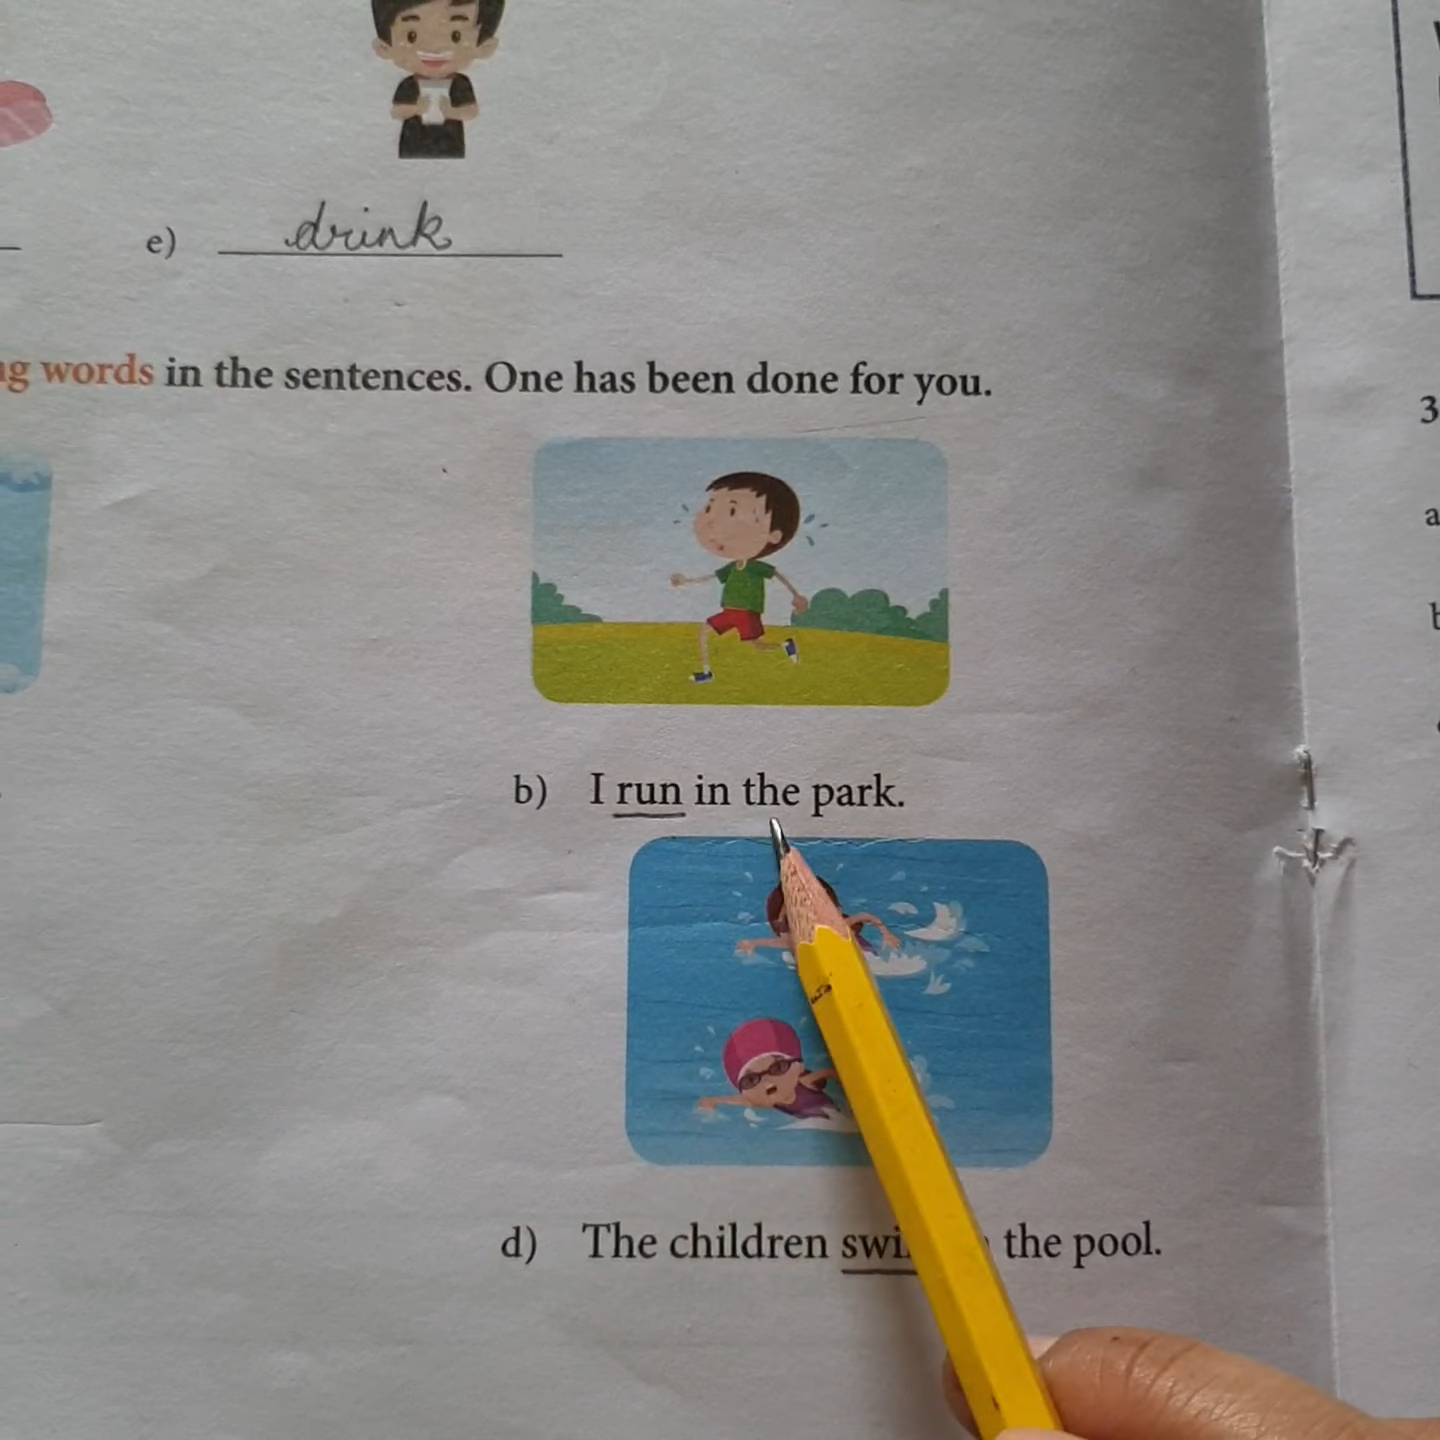 e) drink
words in the sentences. One has been done for you.
b) I run in the park.
d) The children the pool.
3
a